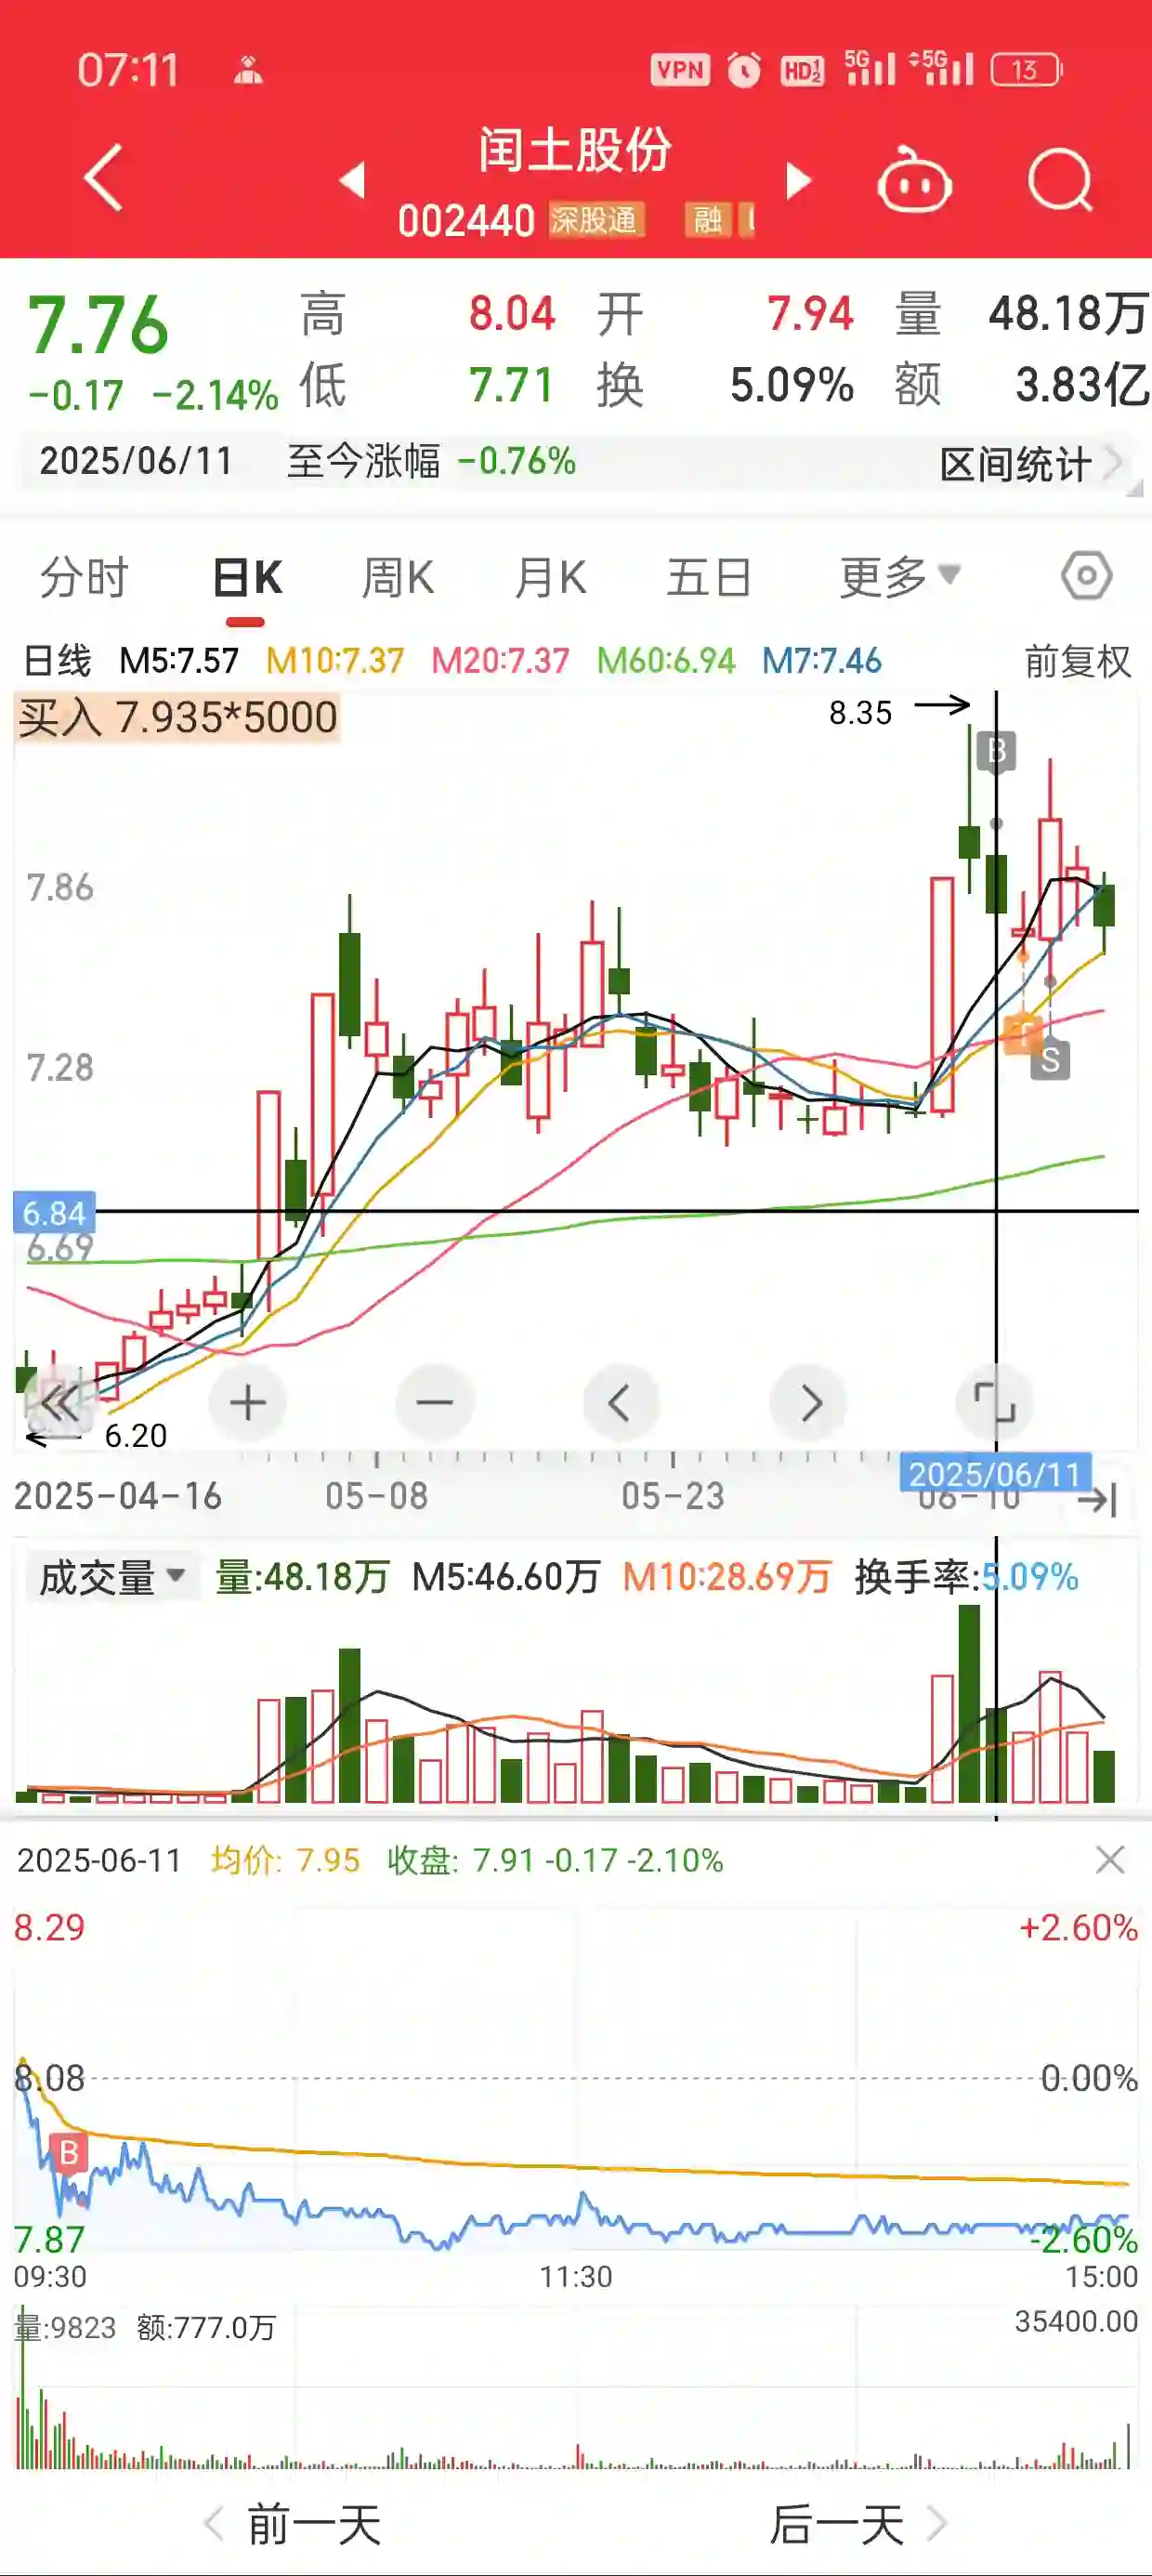 07:11 VPN HD 1 2 5G 5G 13
闰土股份
002440 深股通 融
7.76 高 8.04 开 7.94 量 48.18万
-0.17 -2.14% 低 7.71 换 5.09% 额 3.83亿
2025/06/11 至今涨幅 -0.76% 区间统计
分时 日K 周K 月K 五日 更多
日线 M5:7.57 M10:7.37 M20:7.37 M60:6.94 M7:7.46 前复权
买入 7.935*5000
8.35
B
7.86
7.28
S
6.84
6.69
6.20
2025/06/11
2025-04-16 05-08 05-23 06-10
成交量 量:48.18万 M5:46.60万 M10:28.69万 换手率:5.09%
2025-06-11 均价: 7.95 收盘: 7.91 -0.17 -2.10%
8.29 +2.60%
8.08 0.00%
B
7.87 -2.60%
09:30 11:30 15:00
量:9823 额:777.0万 35400.00
前一天 后一天